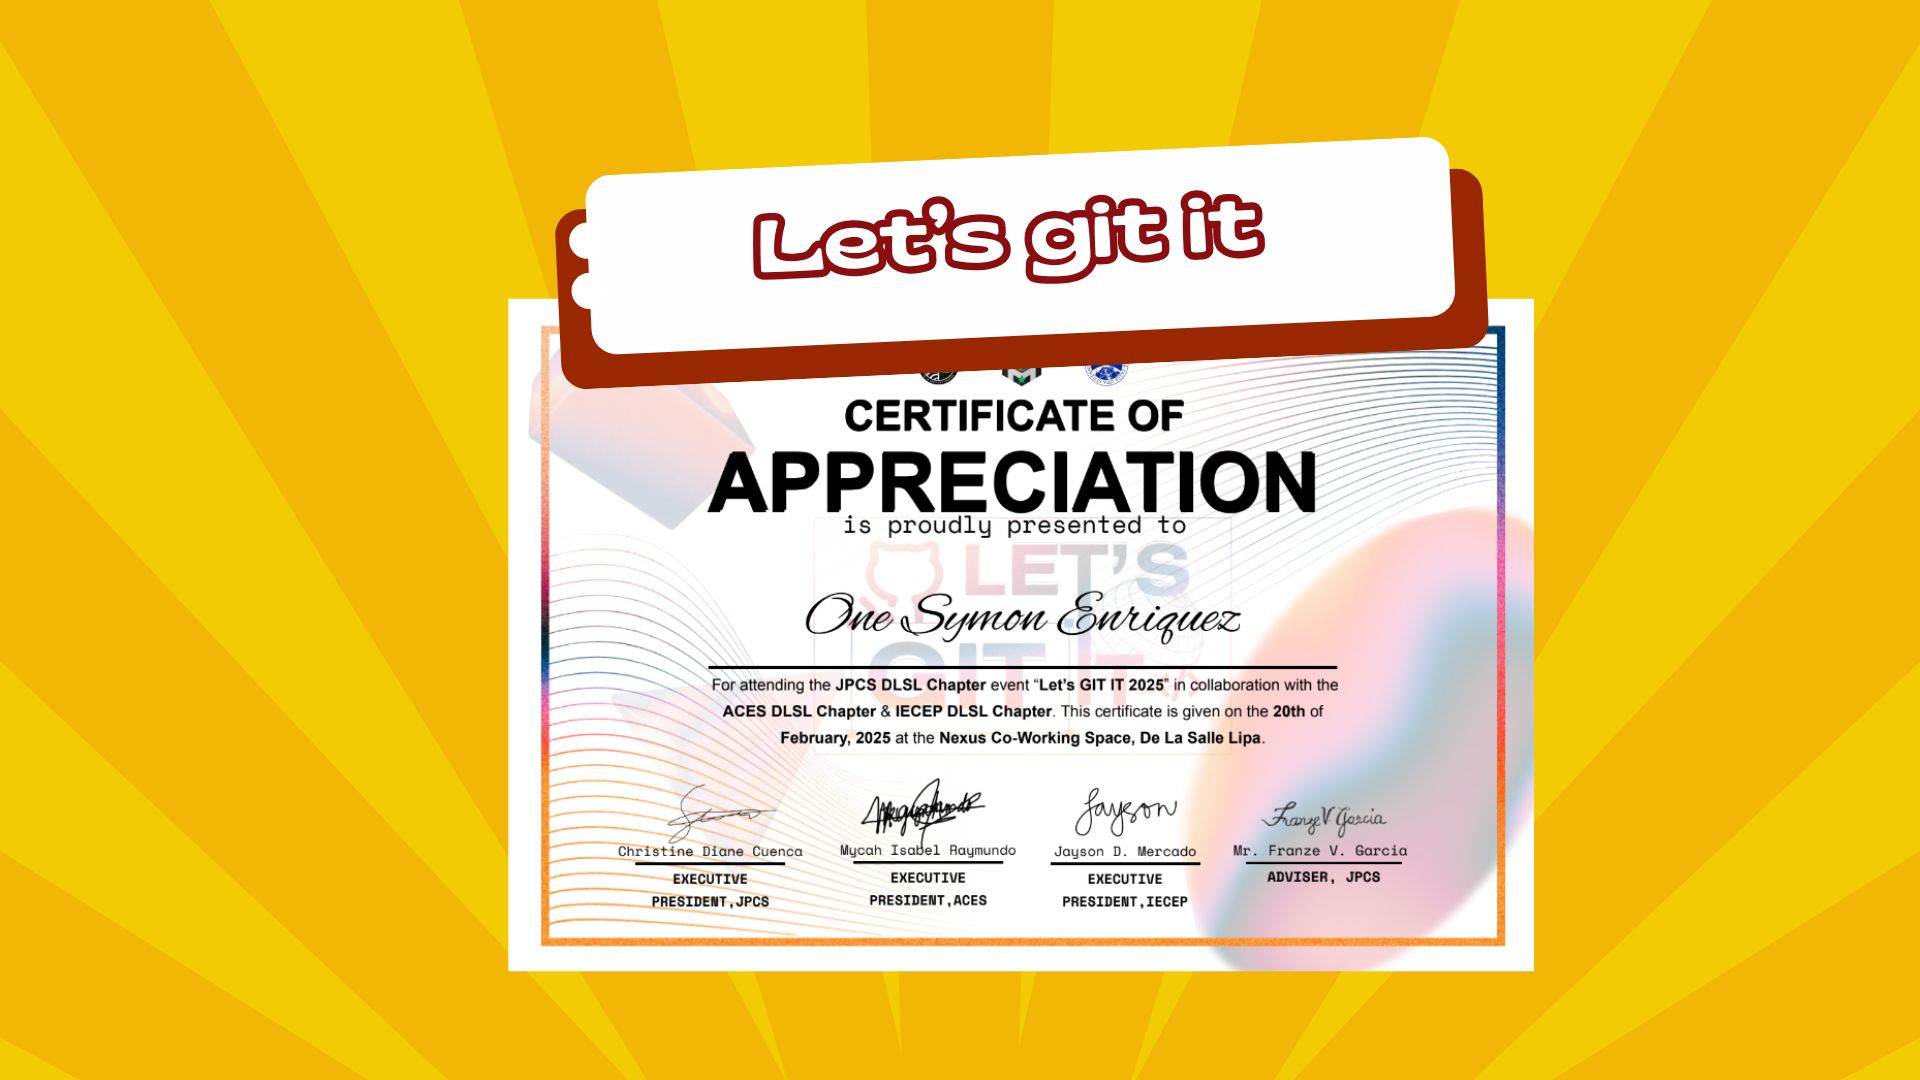 Let's git it
CERTIFICATE OF
APPRECIATION
is proudly presented to
LET'S
GIT IT
One Symon Enriquez
For attending the JPCS DLSL Chapter event “Let's GIT IT 2025” in collaboration with the
ACES DLSL Chapter & IECEP DLSL Chapter. This certificate is given on the 20th of
February, 2025 at the Nexus Co-Working Space, De La Salle Lipa.
Jayson
Franze V Garcia
Christine Diane Cuenca
Mycah Isabel Raymundo
Jayson D. Mercado
Mr. Franze V. Garcia
EXECUTIVE
PRESIDENT,JPCS
EXECUTIVE
PRESIDENT,ACES
EXECUTIVE
PRESIDENT,IECEP
ADVISER, JPCS